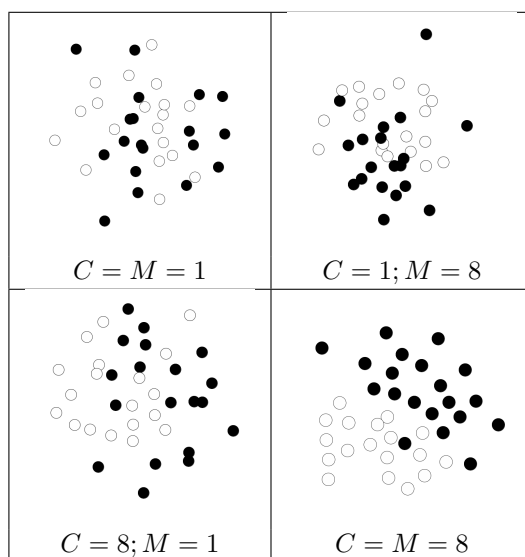 C = M = 1
C = 1; M = 8
C = 8; M = 1
C = M = 8